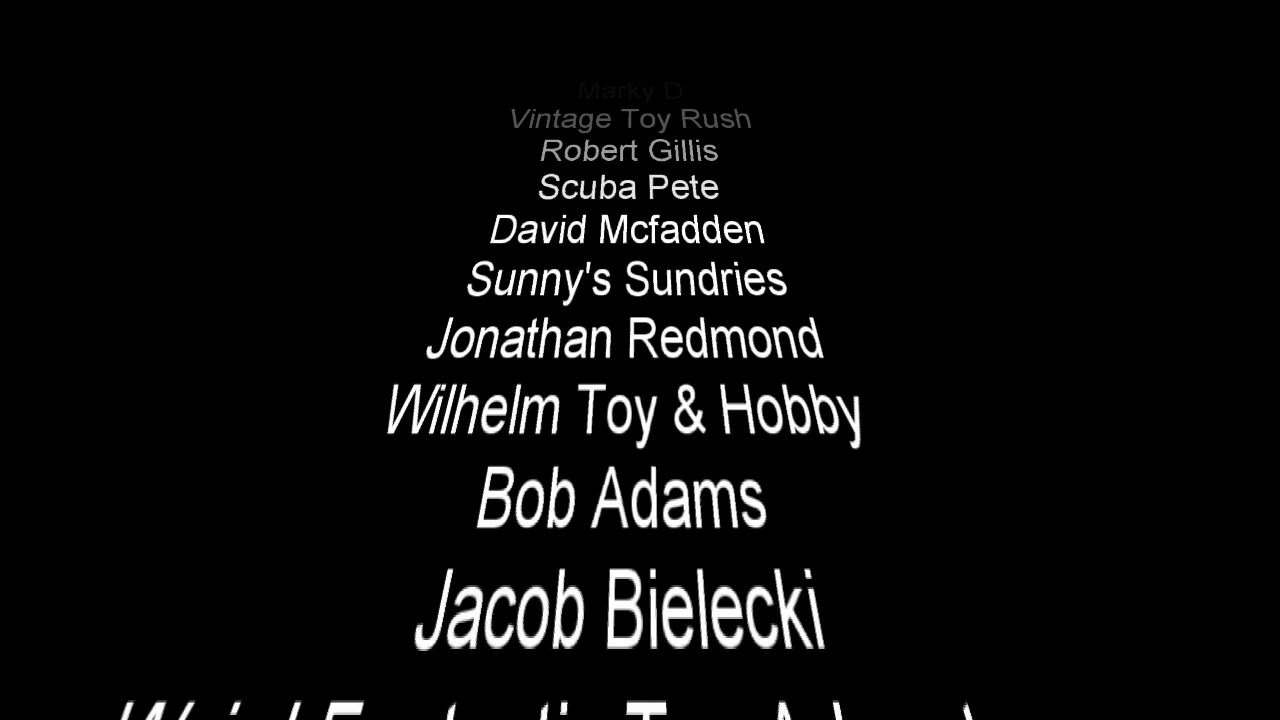 Marky D
Vintage Toy Rush
Robert Gillis
Scuba Pete
David Mcfadden
Sunny's Sundries
Jonathan Redmond
Wilhelm Toy & Hobby
Bob Adams
Jacob Bielecki